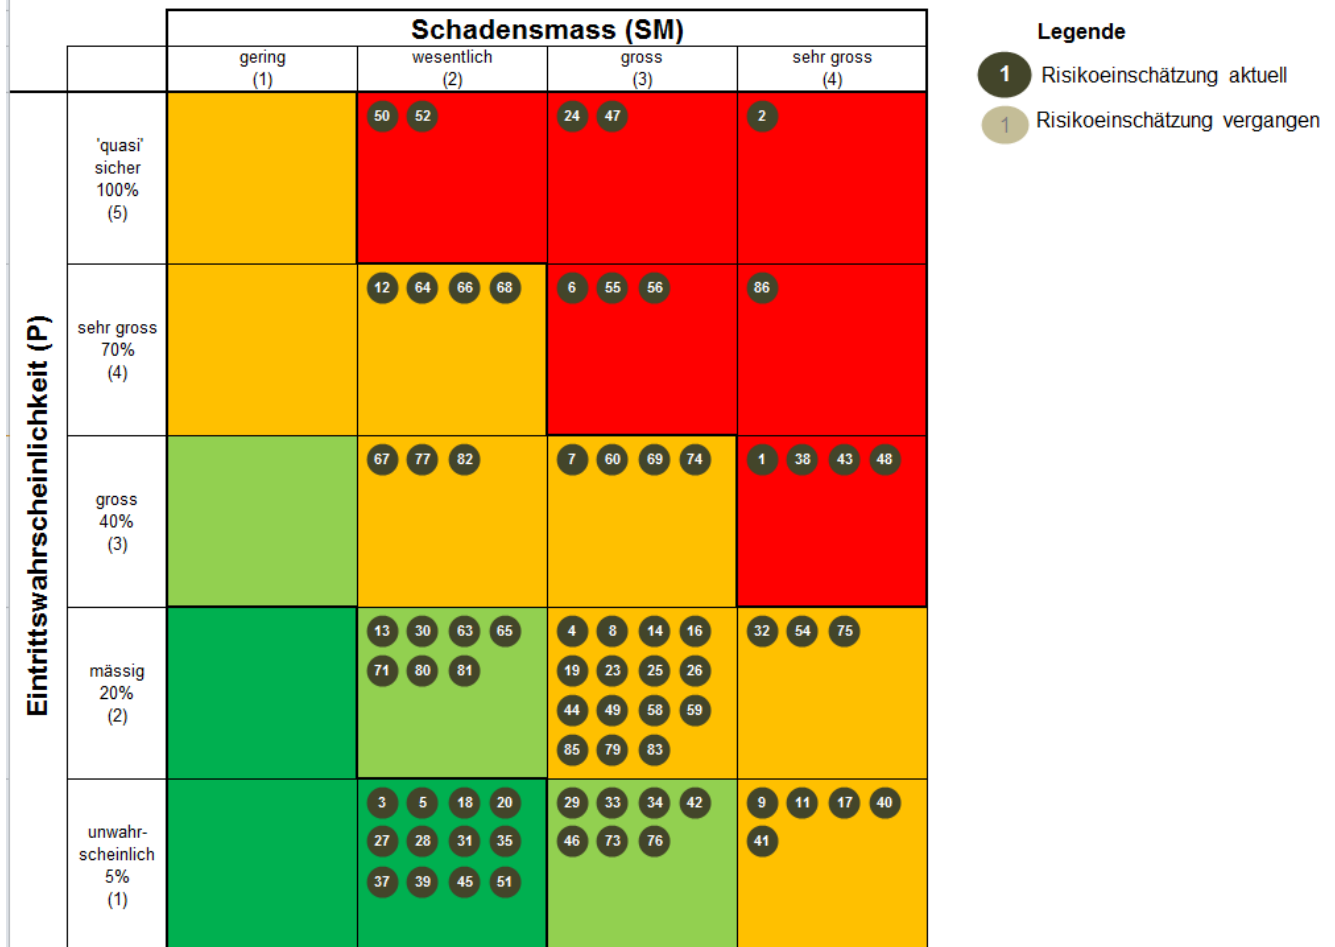 Schadensmass (SM)
gering
(1)
wesentlich
(2)
gross
(3)
sehr gross
(4)
Eintrittswahrscheinlichkeit (P)
'quasi'
sicher
100%
(5)
50 52
24 47
2
sehr gross
70%
(4)
12 64 66 68
6 55 56
86
gross
40%
(3)
67 77 82
7 60 69 74
1 38 43 48
mässig
20%
(2)
13 30 63 65
71 80 81
4 8 14 16
19 23 25 26
44 49 58 59
85 79 83
32 54 75
unwahr-
scheinlich
5%
(1)
3 5 18 20
27 28 31 35
37 39 45 51
29 33 34 42
46 73 76
9 11 17 40
41
Legende
1 Risikoeinschätzung aktuell
1 Risikoeinschätzung vergangen